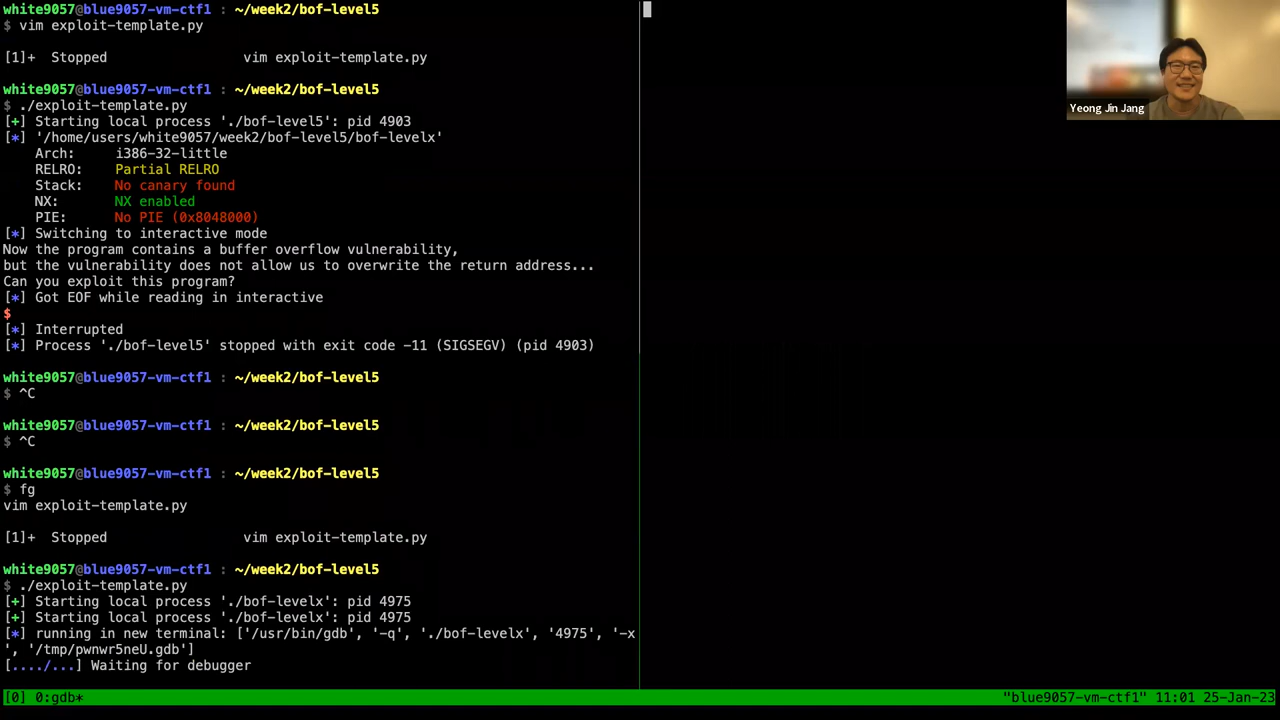 white9057@blue9057-vm-ctf1 : ~/week2/bof-level5
$ vim exploit-template.py
[1]+  Stopped                 vim exploit-template.py
white9057@blue9057-vm-ctf1 : ~/week2/bof-level5
$ ./exploit-template.py
[+] Starting local process './bof-level5': pid 4903
[*] '/home/users/white9057/week2/bof-level5/bof-levelx'
    Arch:     i386-32-little
    RELRO:    Partial RELRO
    Stack:    No canary found
    NX:       NX enabled
    PIE:      No PIE (0x8048000)
[*] Switching to interactive mode
Now the program contains a buffer overflow vulnerability,
but the vulnerability does not allow us to overwrite the return address...
Can you exploit this program?
[*] Got EOF while reading in interactive
$
[*] Interrupted
[*] Process './bof-level5' stopped with exit code -11 (SIGSEGV) (pid 4903)
white9057@blue9057-vm-ctf1 : ~/week2/bof-level5
$ ^C
white9057@blue9057-vm-ctf1 : ~/week2/bof-level5
$ ^C
white9057@blue9057-vm-ctf1 : ~/week2/bof-level5
$ fg
vim exploit-template.py
[1]+  Stopped                 vim exploit-template.py
white9057@blue9057-vm-ctf1 : ~/week2/bof-level5
$ ./exploit-template.py
[+] Starting local process './bof-levelx': pid 4975
[+] Starting local process './bof-levelx': pid 4975
[*] running in new terminal: ['/usr/bin/gdb', '-q', './bof-levelx', '4975', '-x
', '/tmp/pwnwr5neU.gdb']
[..../...] Waiting for debugger
[0] 0:gdb*
"blue9057-vm-ctf1" 11:01 25-Jan-23
Yeong Jin Jang